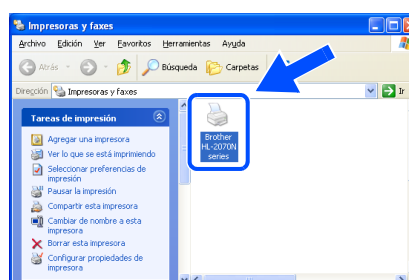 Impresoras y faxes
Archivo Edición Ver Favoritos Herramientas Ayuda
Atrás Búsqueda Carpetas
Dirección Impresoras y faxes Ir
Tareas de impresión
Agregar una impresora
Ver lo que se está imprimiendo
Seleccionar preferencias de
impresión
Pausar la impresión
Compartir esta impresora
Cambiar de nombre a esta
impresora
Borrar esta impresora
Configurar propiedades de
impresora
Brother
HL-2070N
series